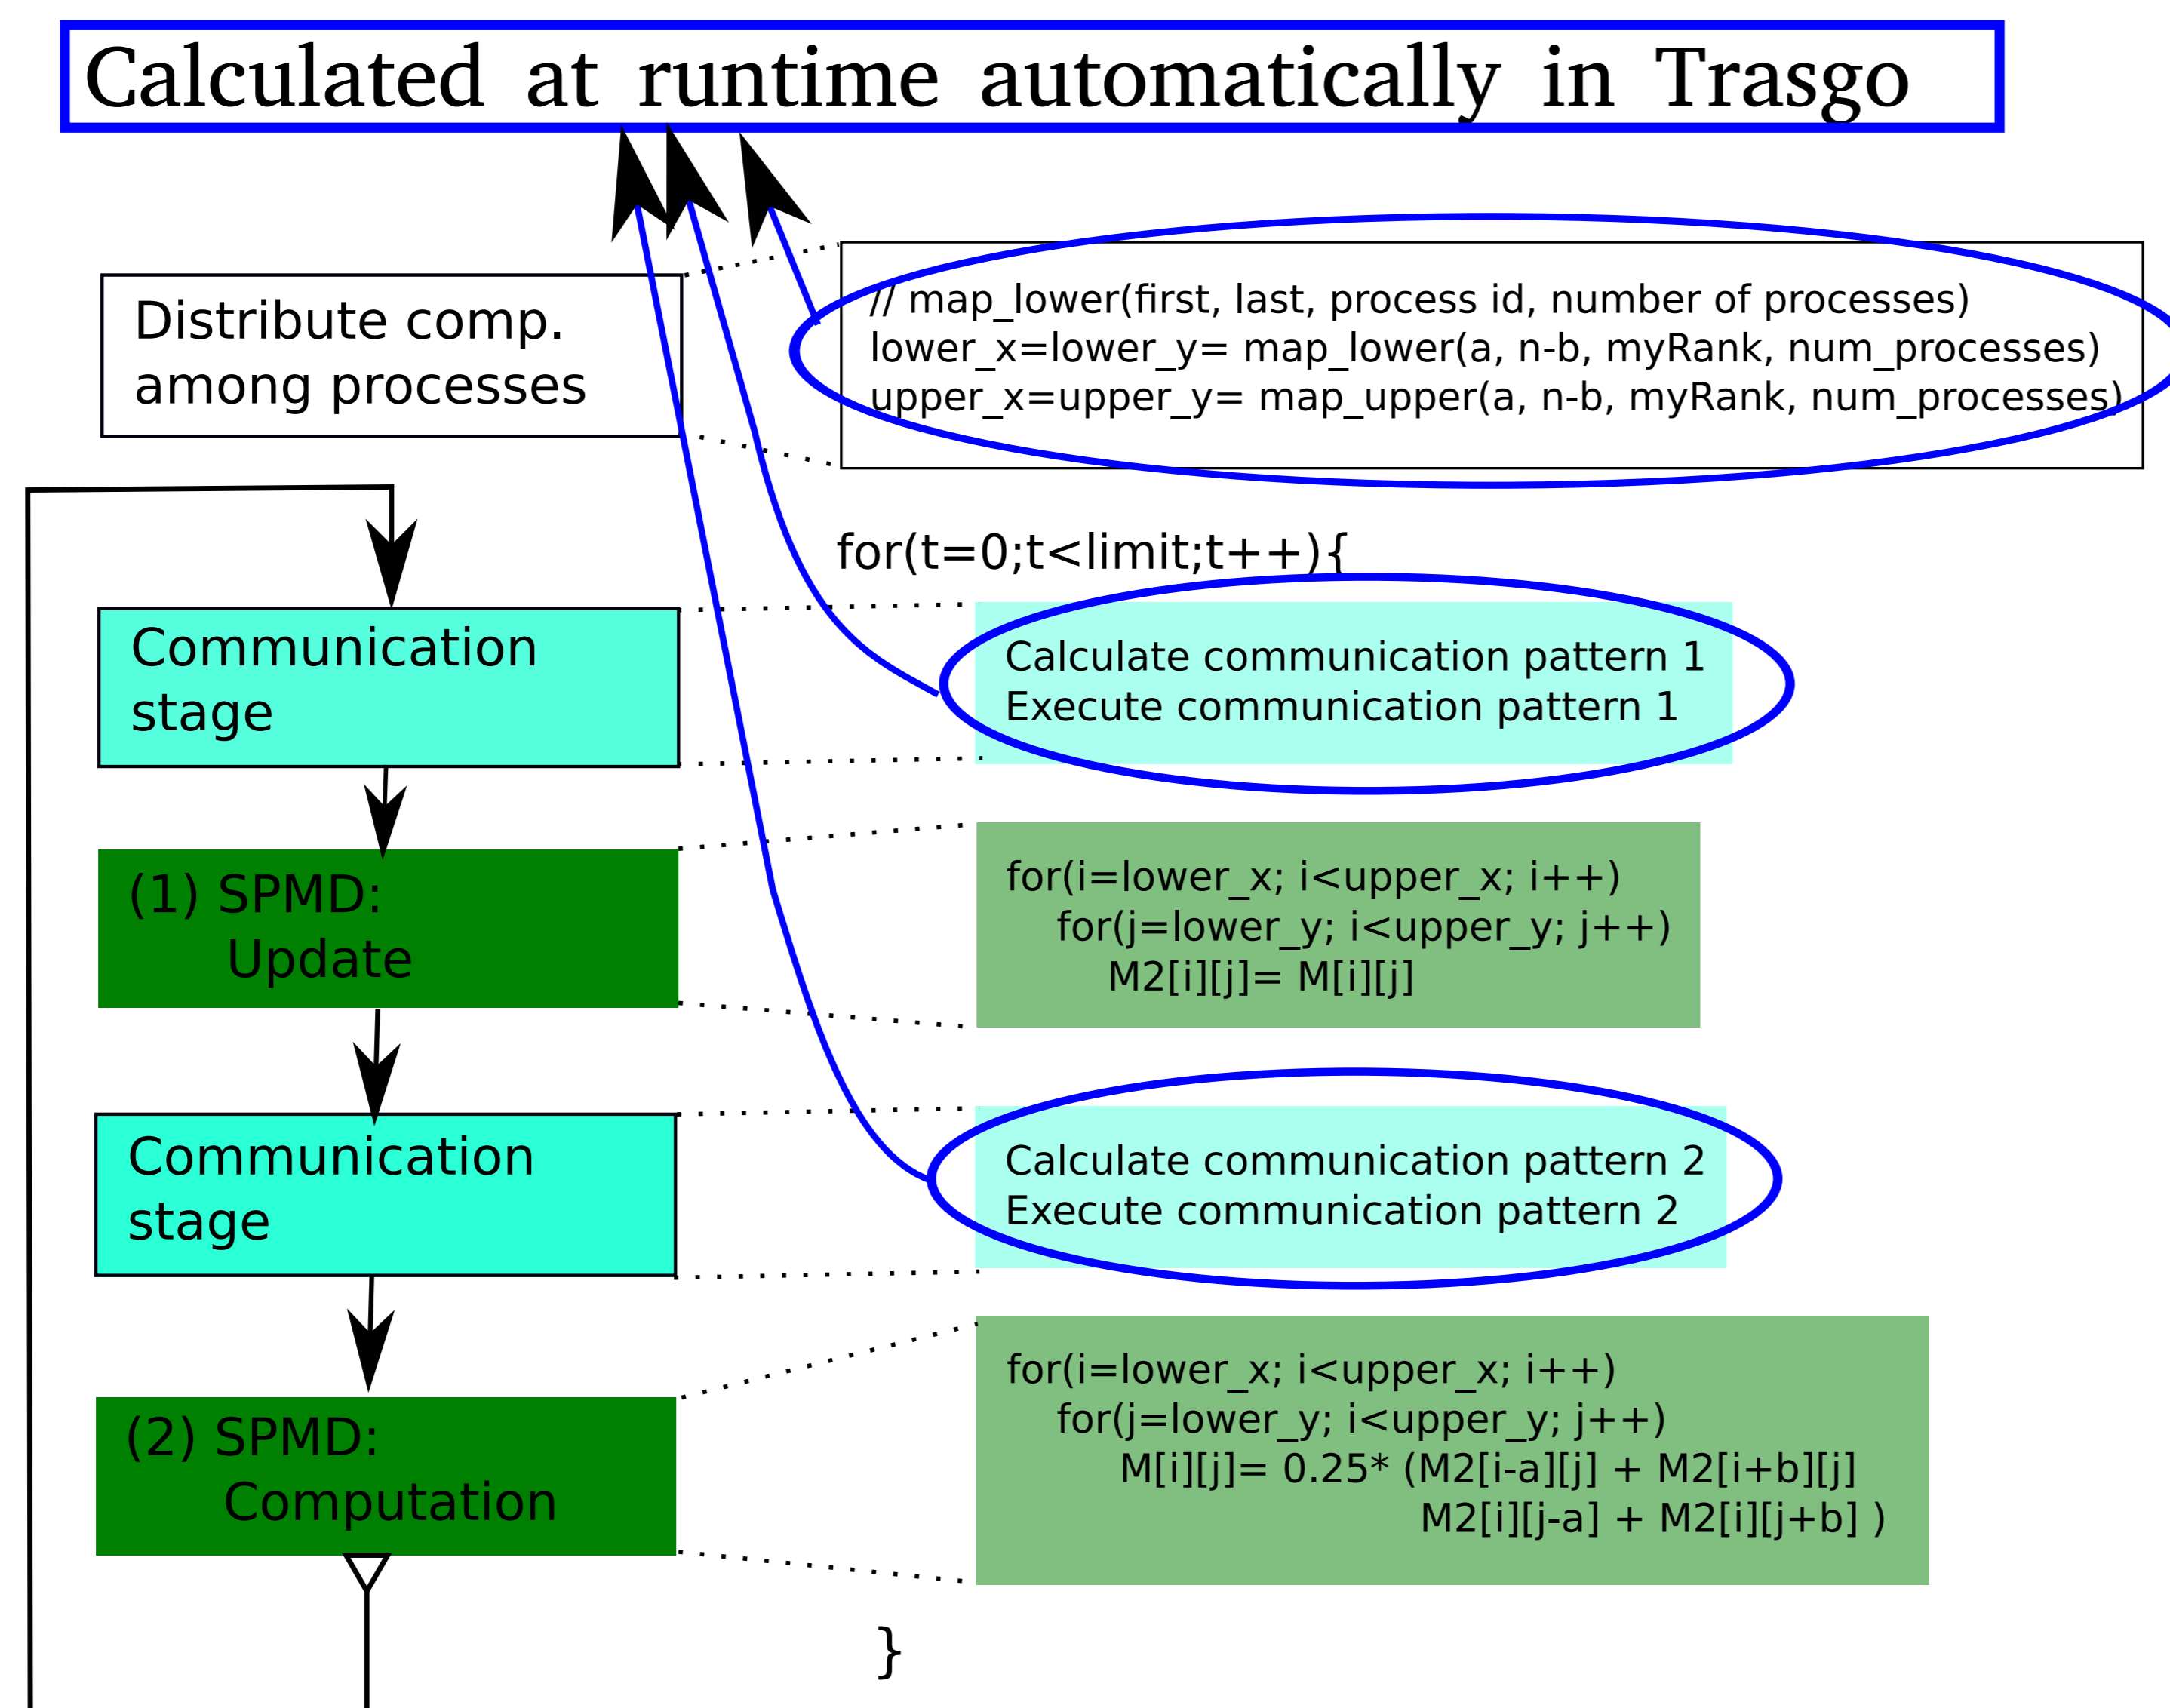 Calculated at runtime automatically in Trasgo
Distribute comp.
among processes
// map_lower(first, last, process id, number of processes)
lower_x=lower_y= map_lower(a, n-b, myRank, num_processes)
upper_x=upper_y= map_upper(a, n-b, myRank, num_processes)
for(t=0;t<limit;t++){
Communication
stage
Calculate communication pattern 1
Execute communication pattern 1
(1) SPMD:
Update
for(i=lower_x; i<upper_x; i++)
for(j=lower_y; i<upper_y; j++)
M2[i][j]= M[i][j]
Communication
stage
Calculate communication pattern 2
Execute communication pattern 2
(2) SPMD:
Computation
for(i=lower_x; i<upper_x; i++)
for(j=lower_y; i<upper_y; j++)
M[i][j]= 0.25* (M2[i-a][j] + M2[i+b][j]
M2[i][j-a] + M2[i][j+b] )
}